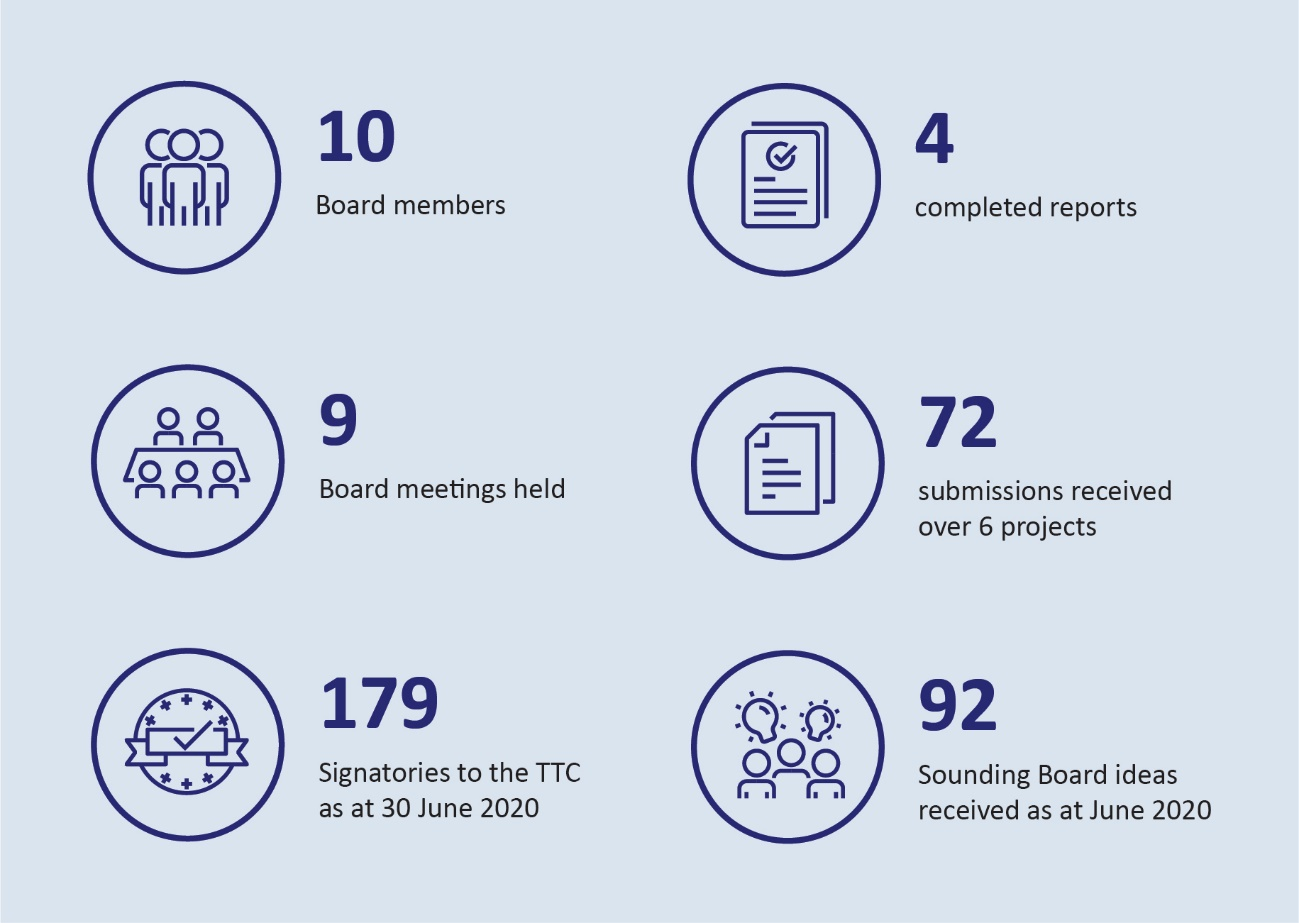 10
Board members
4
completed reports
9
Board meetings held
72
submissions received
over 6 projects
179
Signatories to the TTC
as at 30 June 2020
92
Sounding Board ideas
received as at June 2020